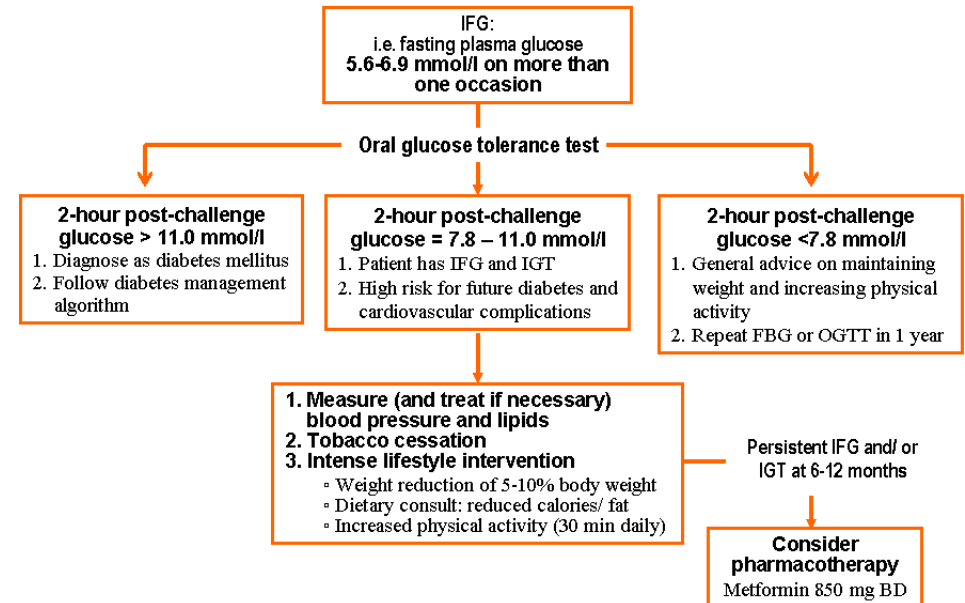 IFG:
i.e. fasting plasma glucose
5.6-6.9 mmol/l on more than
one occasion
Oral glucose tolerance test
2-hour post-challenge
glucose > 11.0 mmol/l
1. Diagnose as diabetes mellitus
2. Follow diabetes management
algorithm
2-hour post-challenge
glucose = 7.8 – 11.0 mmol/l
1. Patient has IFG and IGT
2. High risk for future diabetes and
cardiovascular complications
2-hour post-challenge
glucose <7.8 mmol/l
1. General advice on maintaining
weight and increasing physical
activity
2. Repeat FBG or OGTT in 1 year
1. Measure (and treat if necessary)
blood pressure and lipids
2. Tobacco cessation
3. Intense lifestyle intervention
▫ Weight reduction of 5-10% body weight
▫ Dietary consult: reduced calories/ fat
▫ Increased physical activity (30 min daily)
Persistent IFG and/ or
IGT at 6-12 months
Consider
pharmacotherapy
Metformin 850 mg BD